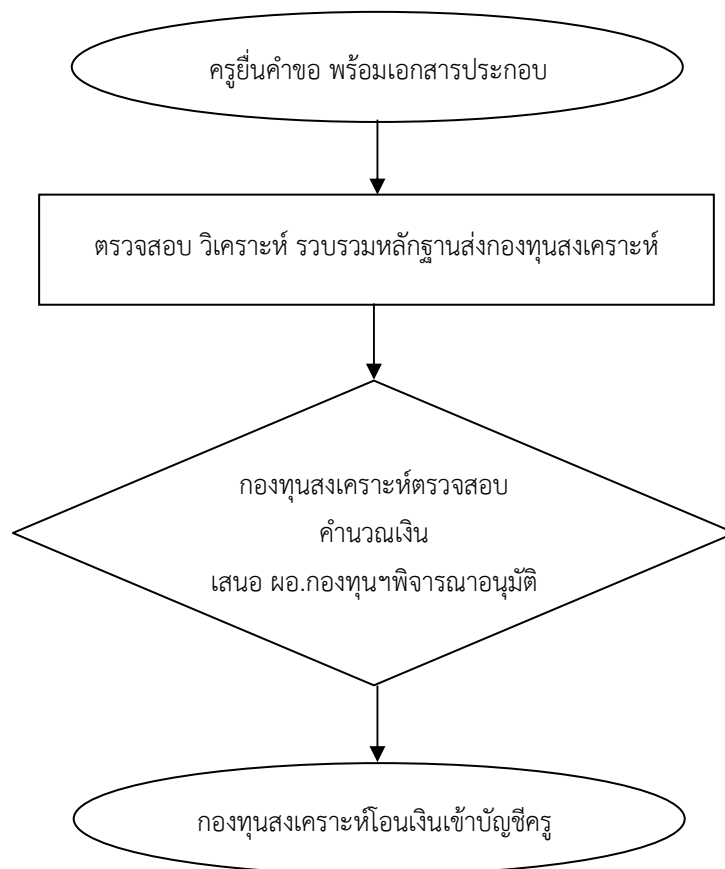 ครูยื่นคำขอ พร้อมเอกสารประกอบ
ตรวจสอบ วิเคราะห์ รวบรวมหลักฐานส่งกองทุนสงเคราะห์
กองทุนสงเคราะห์ตรวจสอบ
คำนวณเงิน
เสนอ ผอ.กองทุนฯพิจารณาอนุมัติ
กองทุนสงเคราะห์โอนเงินเข้าบัญชีครู